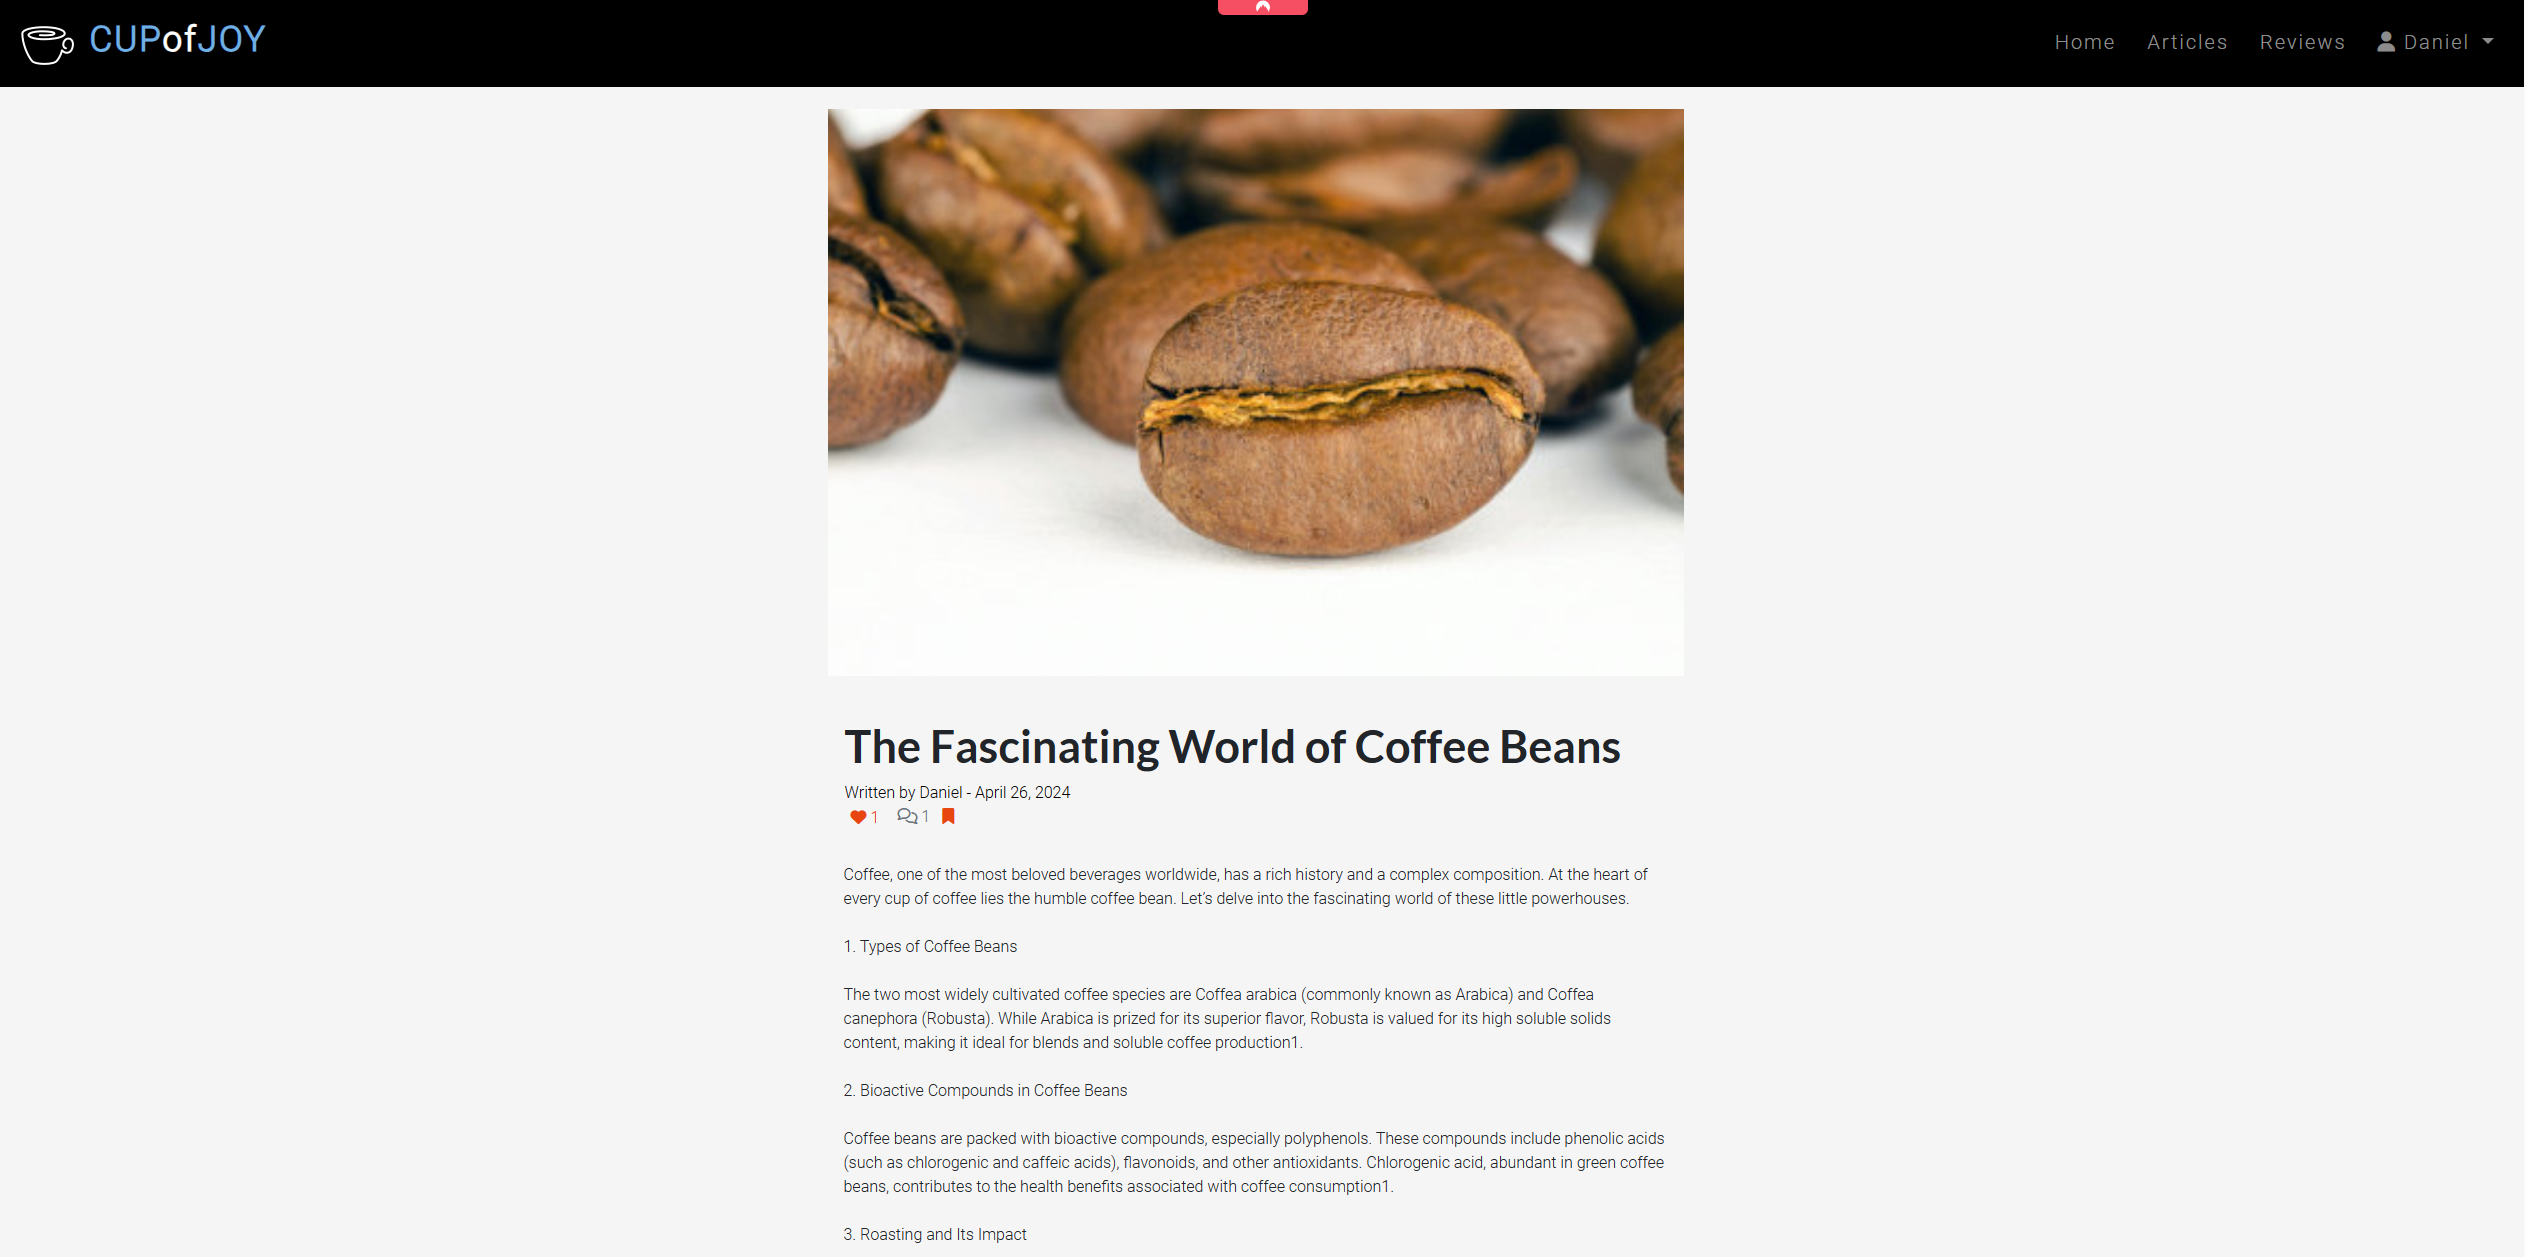 CUPofJOY
Home
Articles
Reviews
Daniel
The Fascinating World of Coffee Beans
Written by Daniel - April 26, 2024
1
1
Coffee, one of the most beloved beverages worldwide, has a rich history and a complex composition. At the heart of
every cup of coffee lies the humble coffee bean. Let’s delve into the fascinating world of these little powerhouses.
1. Types of Coffee Beans
The two most widely cultivated coffee species are Coffea arabica (commonly known as Arabica) and Coffea
canephora (Robusta). While Arabica is prized for its superior flavor, Robusta is valued for its high soluble solids
content, making it ideal for blends and soluble coffee production1.
2. Bioactive Compounds in Coffee Beans
Coffee beans are packed with bioactive compounds, especially polyphenols. These compounds include phenolic acids
(such as chlorogenic and caffeic acids), flavonoids, and other antioxidants. Chlorogenic acid, abundant in green coffee
beans, contributes to the health benefits associated with coffee consumption1.
3. Roasting and Its Impact